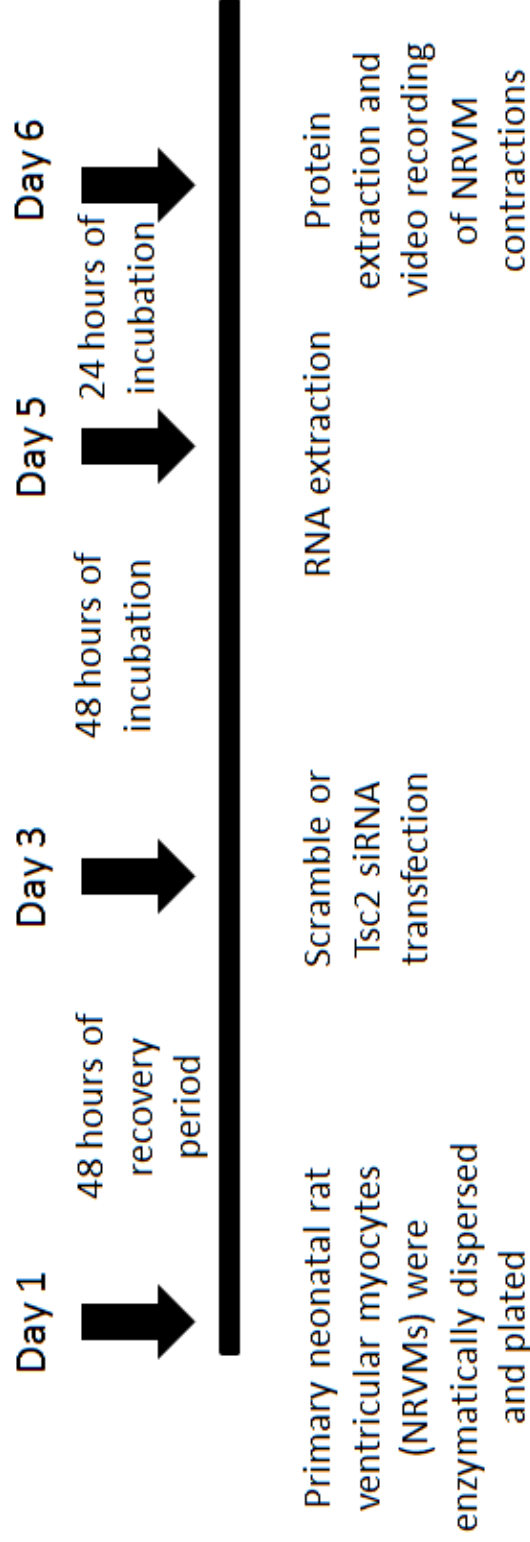 Day 1
48 hours of
recovery
period
Day 3
48 hours of
incubation
Day 5
24 hours of
incubation
Day 6
Primary neonatal rat
ventricular myocytes
(NRVMs) were
enzymatically dispersed
and plated
Scramble or
Tsc2 siRNA
transfection
RNA extraction
Protein
extraction and
video recording
of NRVM
contractions